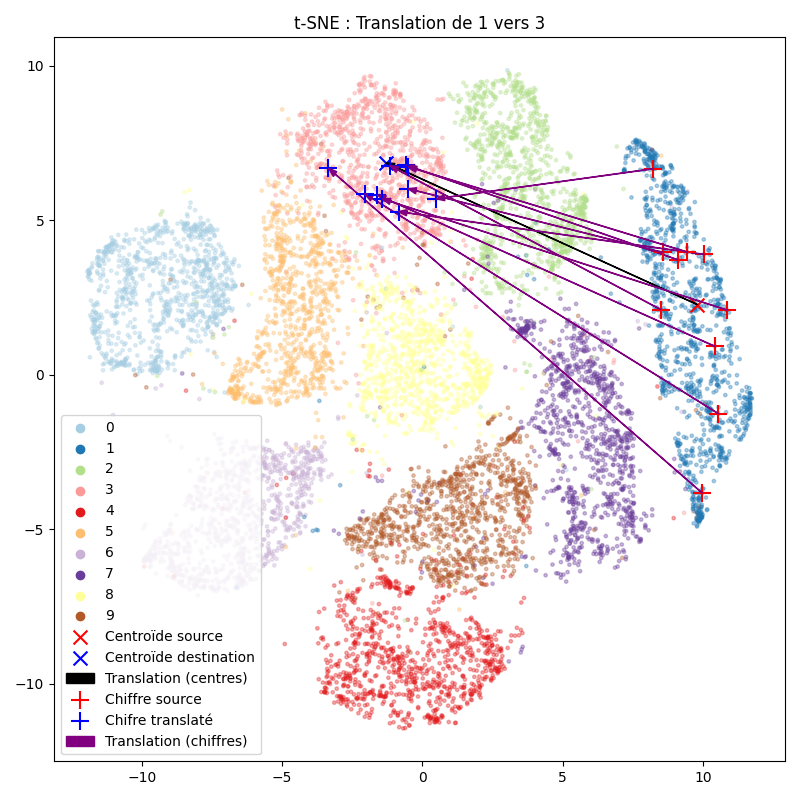 t-SNE : Translation de 1 vers 3
10
5
0
−5
−10
0
1
2
3
4
5
6
7
8
9
Centroïde source
Centroïde destination
Translation (centres)
Chiffre source
Chifre translaté
Translation (chiffres)
−10
−5
0
5
10